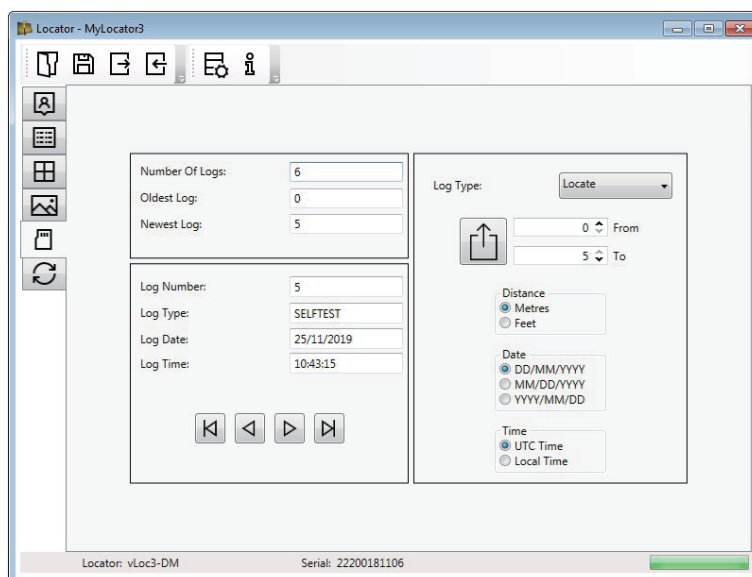 Locator - MyLocator3
Number Of Logs: 6
Oldest Log: 0
Newest Log: 5
Log Number: 5
Log Type: SELFTEST
Log Date: 25/11/2019
Log Time: 10:43:15
Log Type: Locate
0 From
5 To
Distance
Metres
Feet
Date
DD/MM/YYYY
MM/DD/YYYY
YYYY/MM/DD
Time
UTC Time
Local Time
Locator: vLoc3-DM Serial: 22200181106